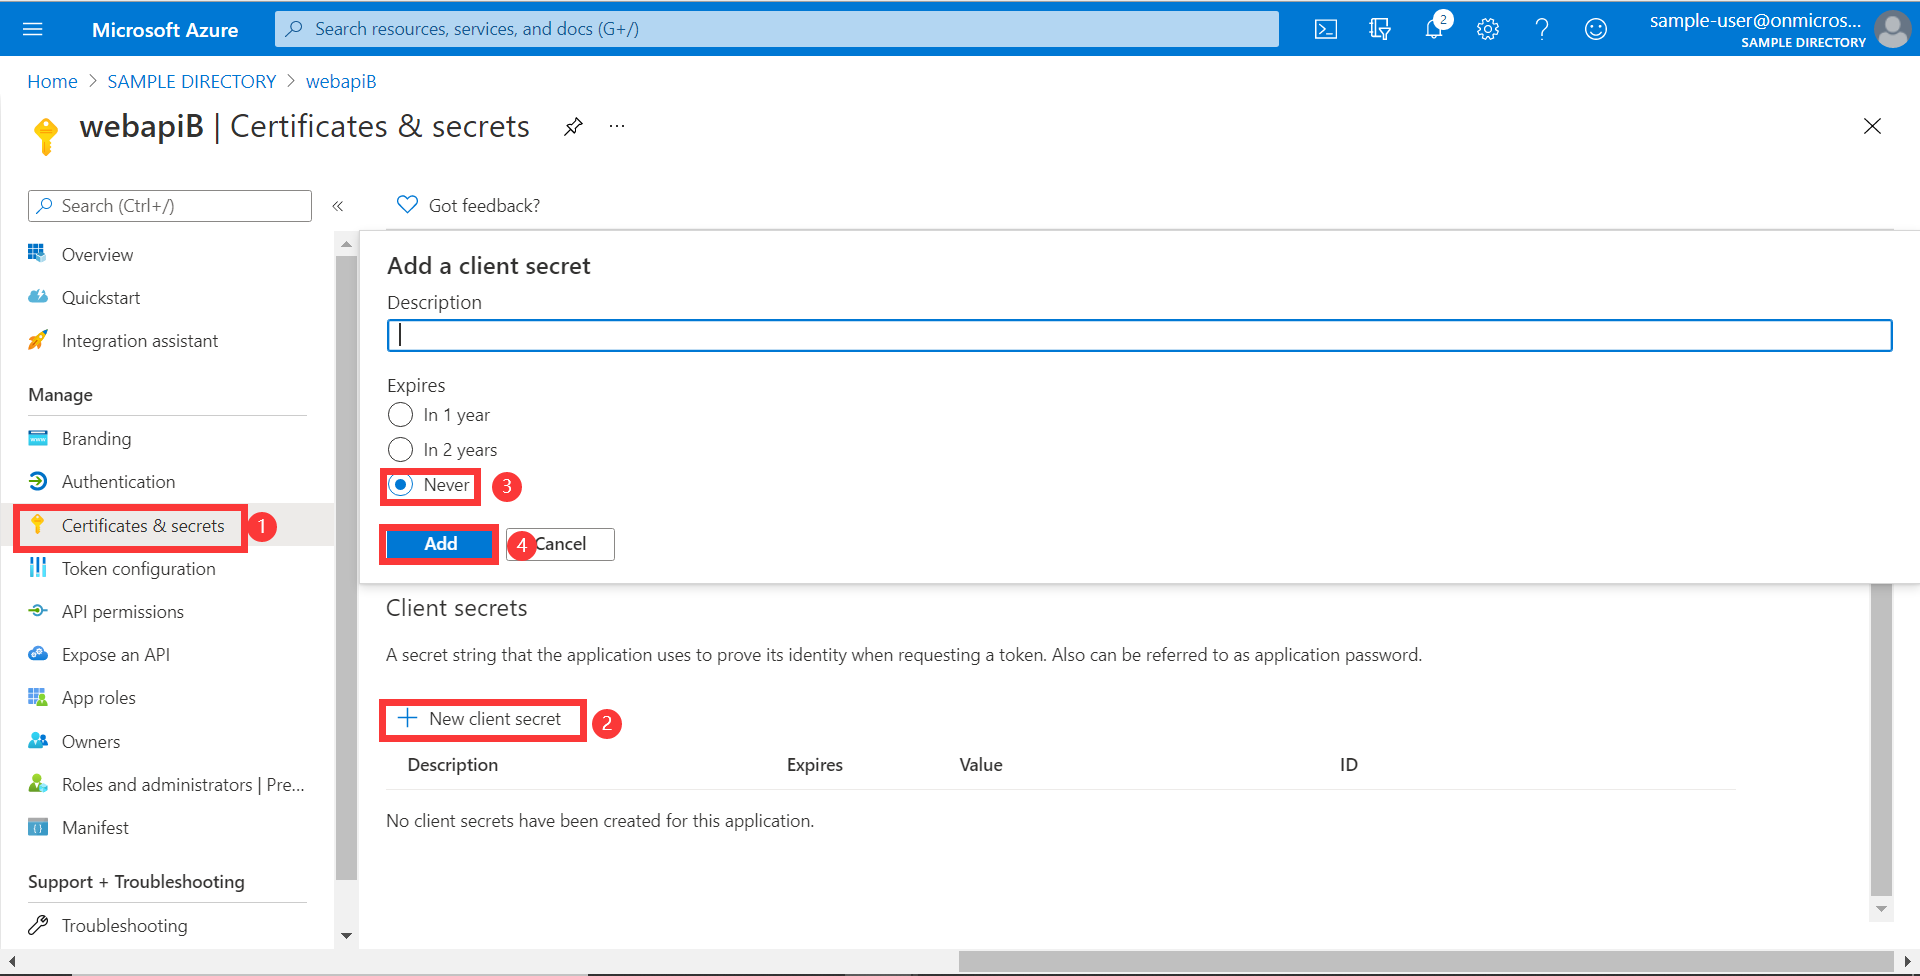 Microsoft Azure
Search resources, services, and docs (G+/)
2
sample-user@onmicros...
SAMPLE DIRECTORY
Home > SAMPLE DIRECTORY > webapiB
webapiB | Certificates & secrets
...
Search (Ctrl+/)
«
Got feedback?
Overview
Quickstart
Integration assistant
Manage
Branding
Authentication
Certificates & secrets
1
Token configuration
API permissions
Expose an API
App roles
Owners
Roles and administrators | Pre...
Manifest
Support + Troubleshooting
Troubleshooting
Add a client secret
Description
Expires
In 1 year
In 2 years
Never
3
Add
4
Cancel
Client secrets
A secret string that the application uses to prove its identity when requesting a token. Also can be referred to as application password.
New client secret
2
Description Expires Value ID
No client secrets have been created for this application.